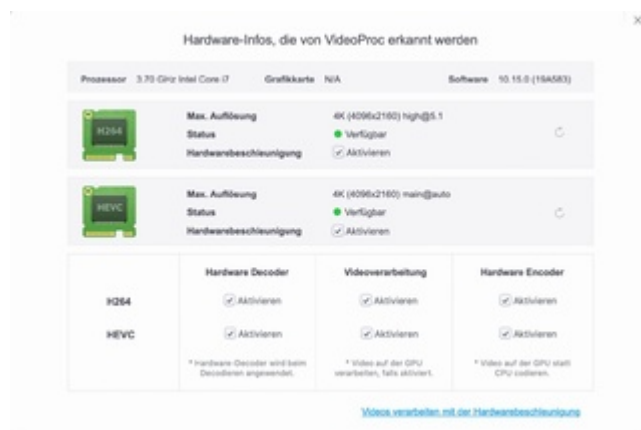 Hardware-Infos, die von VideoProc erkannt werden
Prozessor 3.70 GHz Intel Core i7 Grafikkarte N/A Software 10.15.0 (19A583)
H264
Max. Auflösung 4K (4096x2160) high@5.1
Status Verfügbar
Hardwarebeschleunigung Aktivieren
HEVC
Max. Auflösung 4K (4096x2160) main@auto
Status Verfügbar
Hardwarebeschleunigung Aktivieren
Hardware Decoder Videoverarbeitung Hardware Encoder
H264 Aktivieren Aktivieren Aktivieren
HEVC Aktivieren Aktivieren Aktivieren
* Hardware-Decoder wird beim * Video auf der GPU * Video auf der GPU statt
Decodieren angewendet. verarbeiten, falls aktiviert. CPU codieren.
Videos verarbeiten mit der Hardwarebeschleunigung